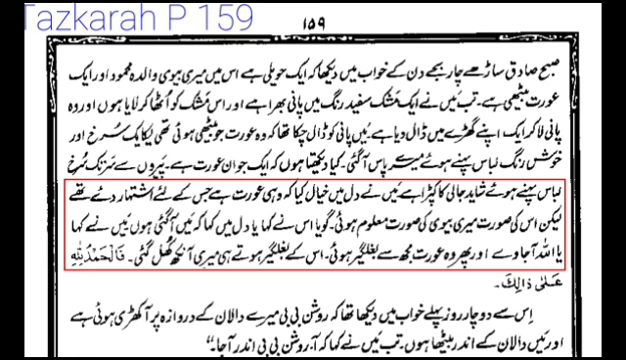 Tazkarah P 159
۱۵۹
صبح صادق ساڑھے چار بجے دن کے خواب میں دیکھا کہ ایک حویلی ہے اس میں میری بیوی والدہ محمود اور ایک
عورت بیٹھی ہے۔ تب میں نے ایک مشک سفید رنگ میں پانی بھرا ہے اور اس مشک کو اٹھا کر لایا ہوں اور وہ
پانی لا کر ایک اپنے گھڑے میں ڈال دیا ہے۔ میں پانی کو ڈال چکا تھا کہ وہ عورت جو بیٹھی ہوئی تھی یکایک سُرخ اور
خوش رنگ لباس پہنے ہوئے میرے پاس آگئی۔ کیا دیکھتا ہوں کہ ایک جوان عورت ہے۔ پیروں سے سر تک سُرخ
لباس پہنے ہوئے شاید جالی کا کپڑا ہے میں نے دل میں خیال کیا کہ وہی عورت ہے جس کے لئے اشتہار دئے تھے
لیکن اس کی صورت میری بیوی کی صورت معلوم ہوئی۔ گویا اس نے کہا یا دل میں کہا کہ میں آگئی ہوں میں نے کہا
یا اللہ آجاوے اور پھر وہ عورت مجھ سے بغلگیر ہوئی۔ اس کے بغلگیر ہوتے ہی میری آنکھ کھل گئی۔ فَالْحَمْدُ لِلّٰهِ
عَلٰى ذَالِكَ۔
اِس سے دو چار روز پہلے خواب میں دیکھا تھا کہ روشن بی بی میرے دالان کے دروازہ پر آ کھڑی ہوئی ہے
اور میں دالان کے اندر بیٹھا ہوں۔ تب میں نے کہا کہ آ۔ روشن بی بی اندر آجا۔"